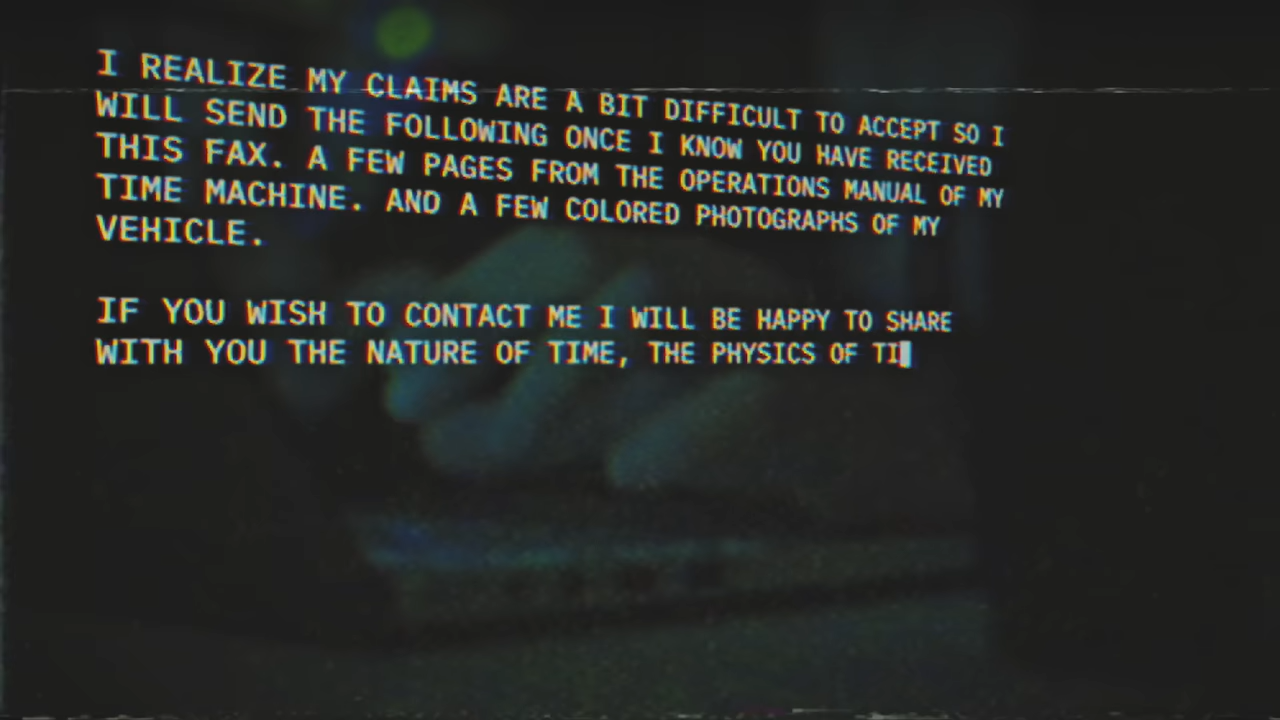 I REALIZE MY CLAIMS ARE A BIT DIFFICULT TO ACCEPT SO I
WILL SEND THE FOLLOWING ONCE I KNOW YOU HAVE RECEIVED
THIS FAX. A FEW PAGES FROM THE OPERATIONS MANUAL OF MY
TIME MACHINE. AND A FEW COLORED PHOTOGRAPHS OF MY
VEHICLE.
IF YOU WISH TO CONTACT ME I WILL BE HAPPY TO SHARE
WITH YOU THE NATURE OF TIME, THE PHYSICS OF TI